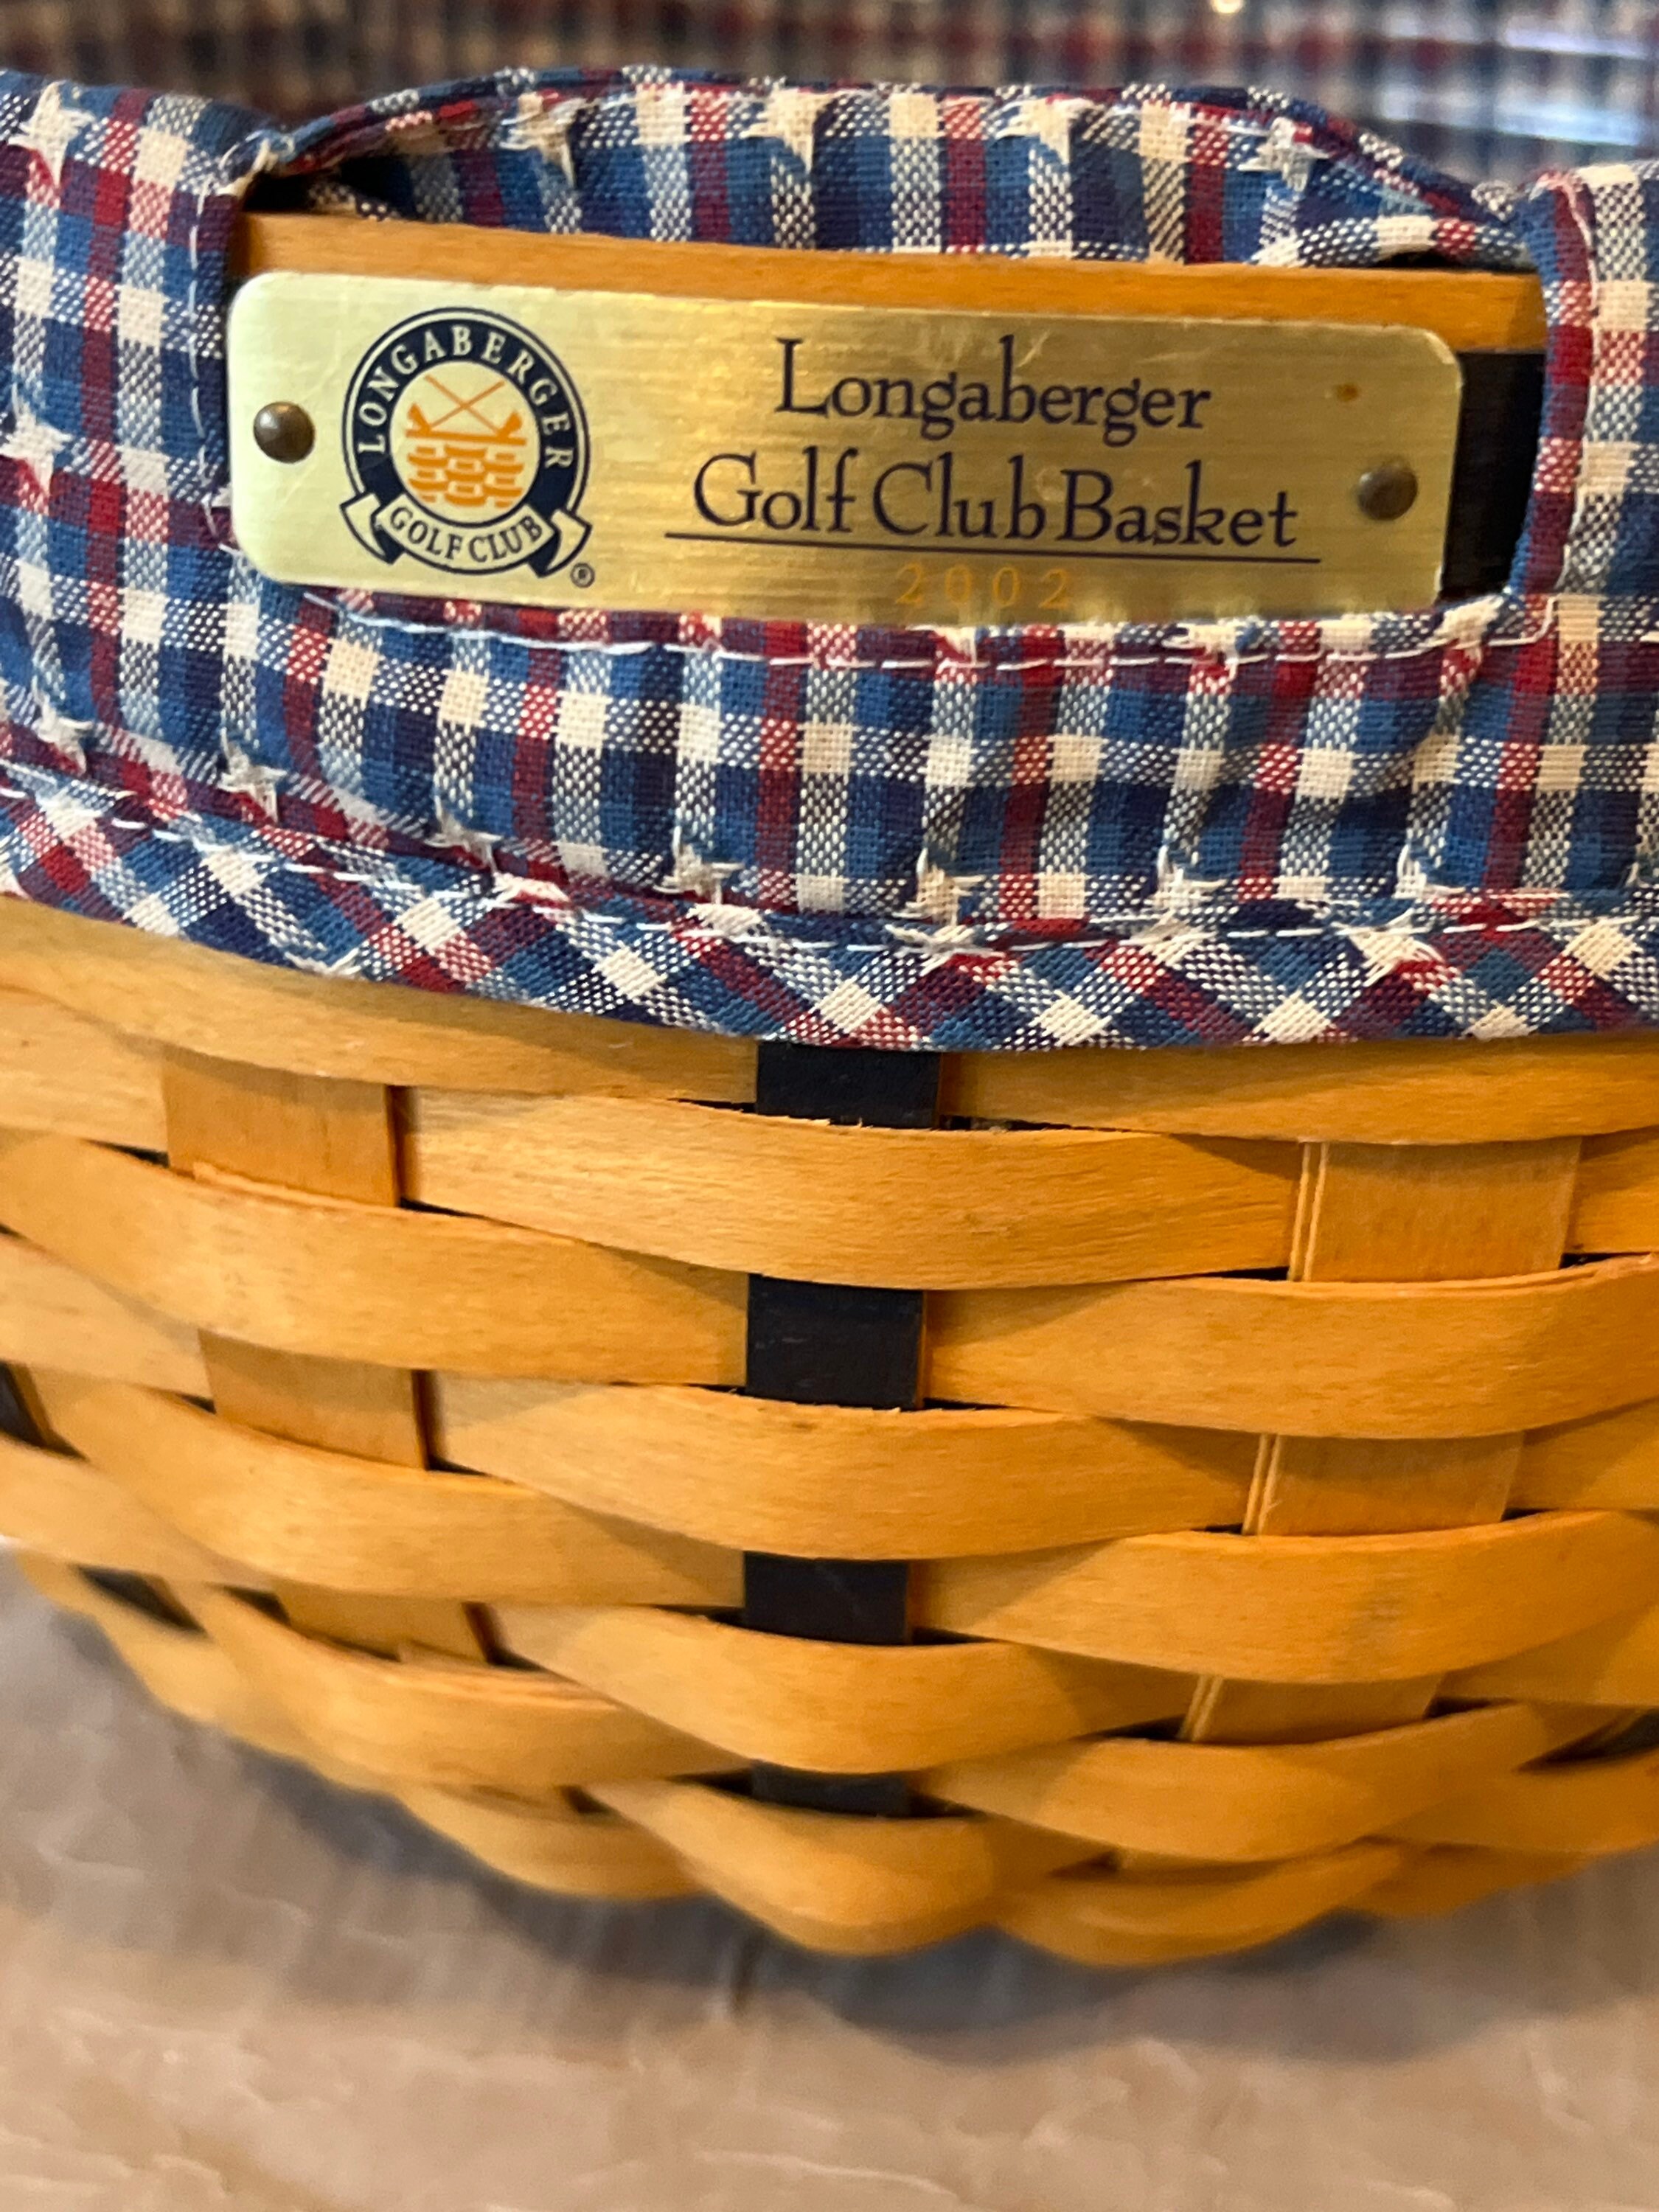 LONGABERGER
GOLF CLUB
®
Longaberger
Golf Club Basket
2002